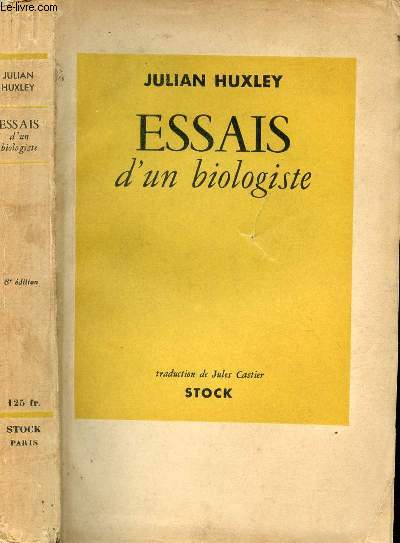 © Le-livre.com
JULIAN
HUXLEY
ESSAIS
d'un
biologiste
8e édition
125 fr.
STOCK
PARIS
JULIAN HUXLEY
ESSAIS
d'un biologiste
traduction de Jules Castier
STOCK